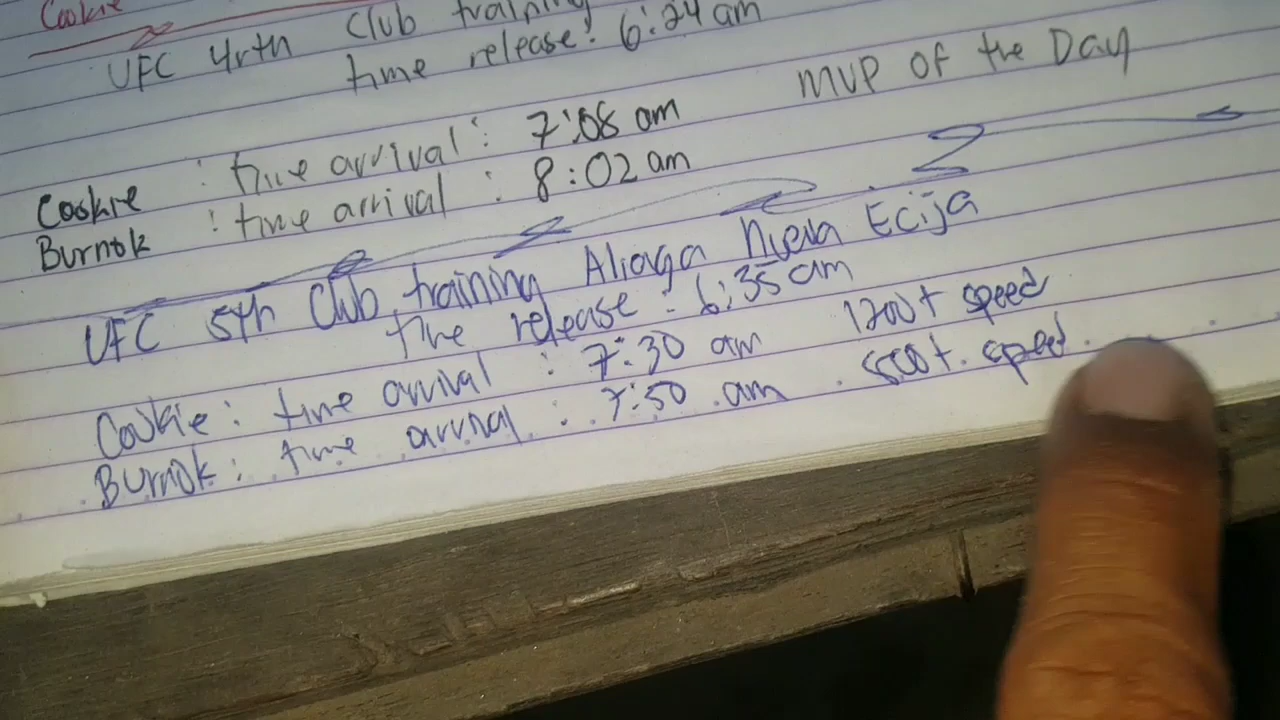 Cookie
UFC 4rth Club training
time release: 6:24 am
MVP OF the Day
Cookie : time arrival : 7:08 am
Burnok : time arrival : 8:02 am
UFC 5th Club training Aliaga Nueva Ecija
time release : 6:35 am
Cookie : time arrival : 7:30 am 1200+ speed
Burnok : time arrival : 7:50 am 800+ speed